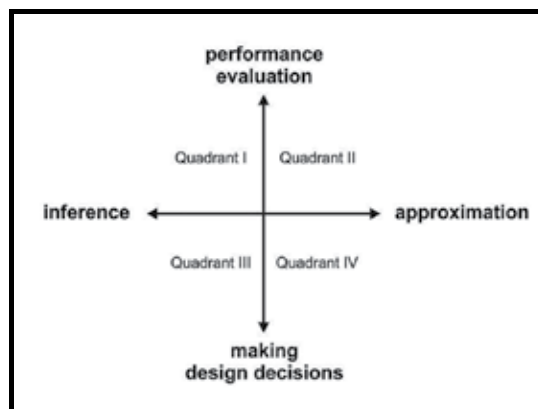 performance
evaluation
Quadrant I
Quadrant II
inference
approximation
Quadrant III
Quadrant IV
making
design decisions